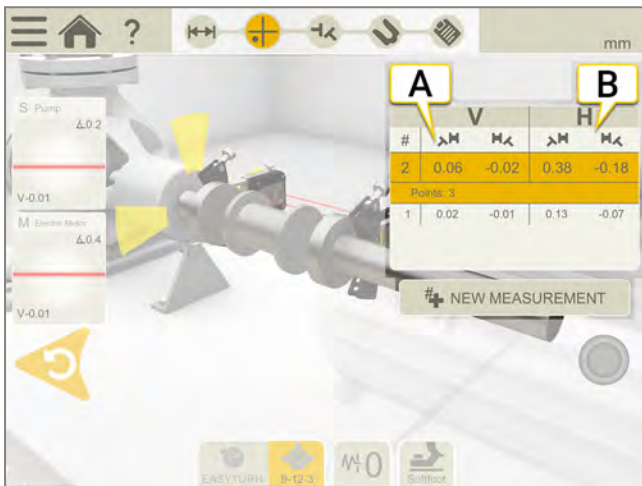 ?
mm
A
B
S Pump
∡0.2
V-0.01
M Electric Motor
∡0.4
V-0.01
V H
#
2 0.06 -0.02 0.38 -0.18
Points: 3
1 0.02 -0.01 0.13 -0.07
#+ NEW MEASUREMENT
EASYTURN 9-12-3 0 Softfoot